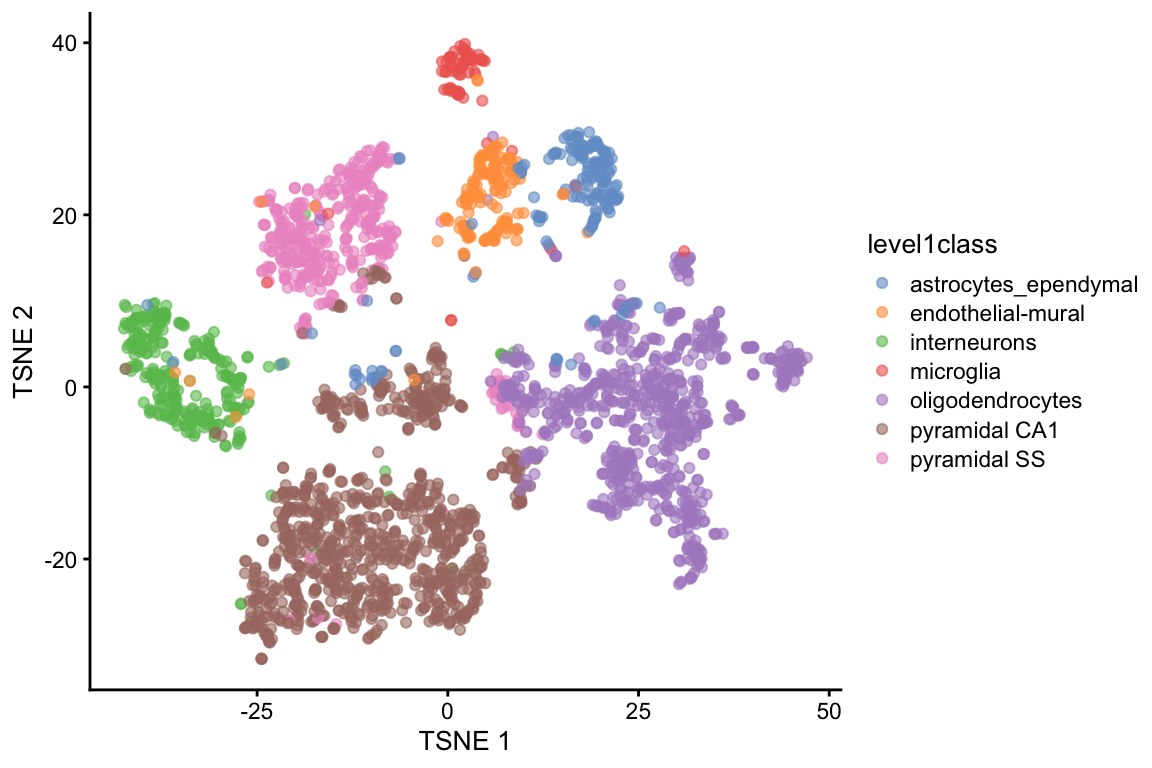 40
20
0
-20
TSNE 2
-25
0
25
50
TSNE 1
level1class
astrocytes_ependymal
endothelial-mural
interneurons
microglia
oligodendrocytes
pyramidal CA1
pyramidal SS